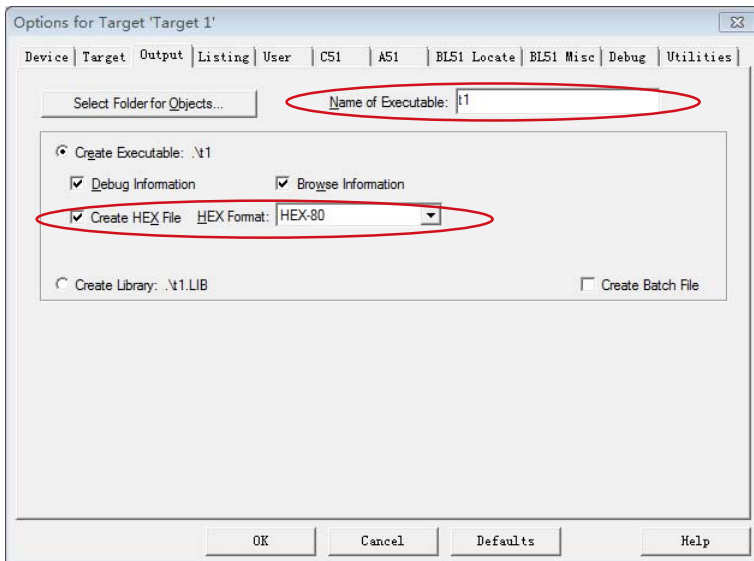 Options for Target 'Target 1'
Device Target Output Listing User C51 A51 BL51 Locate BL51 Misc Debug Utilities
Select Folder for Objects... Name of Executable: t1
Create Executable: .\t1
Debug Information Browse Information
Create HEX File HEX Format: HEX-80
Create Library: .\t1.LIB Create Batch File
OK Cancel Defaults Help